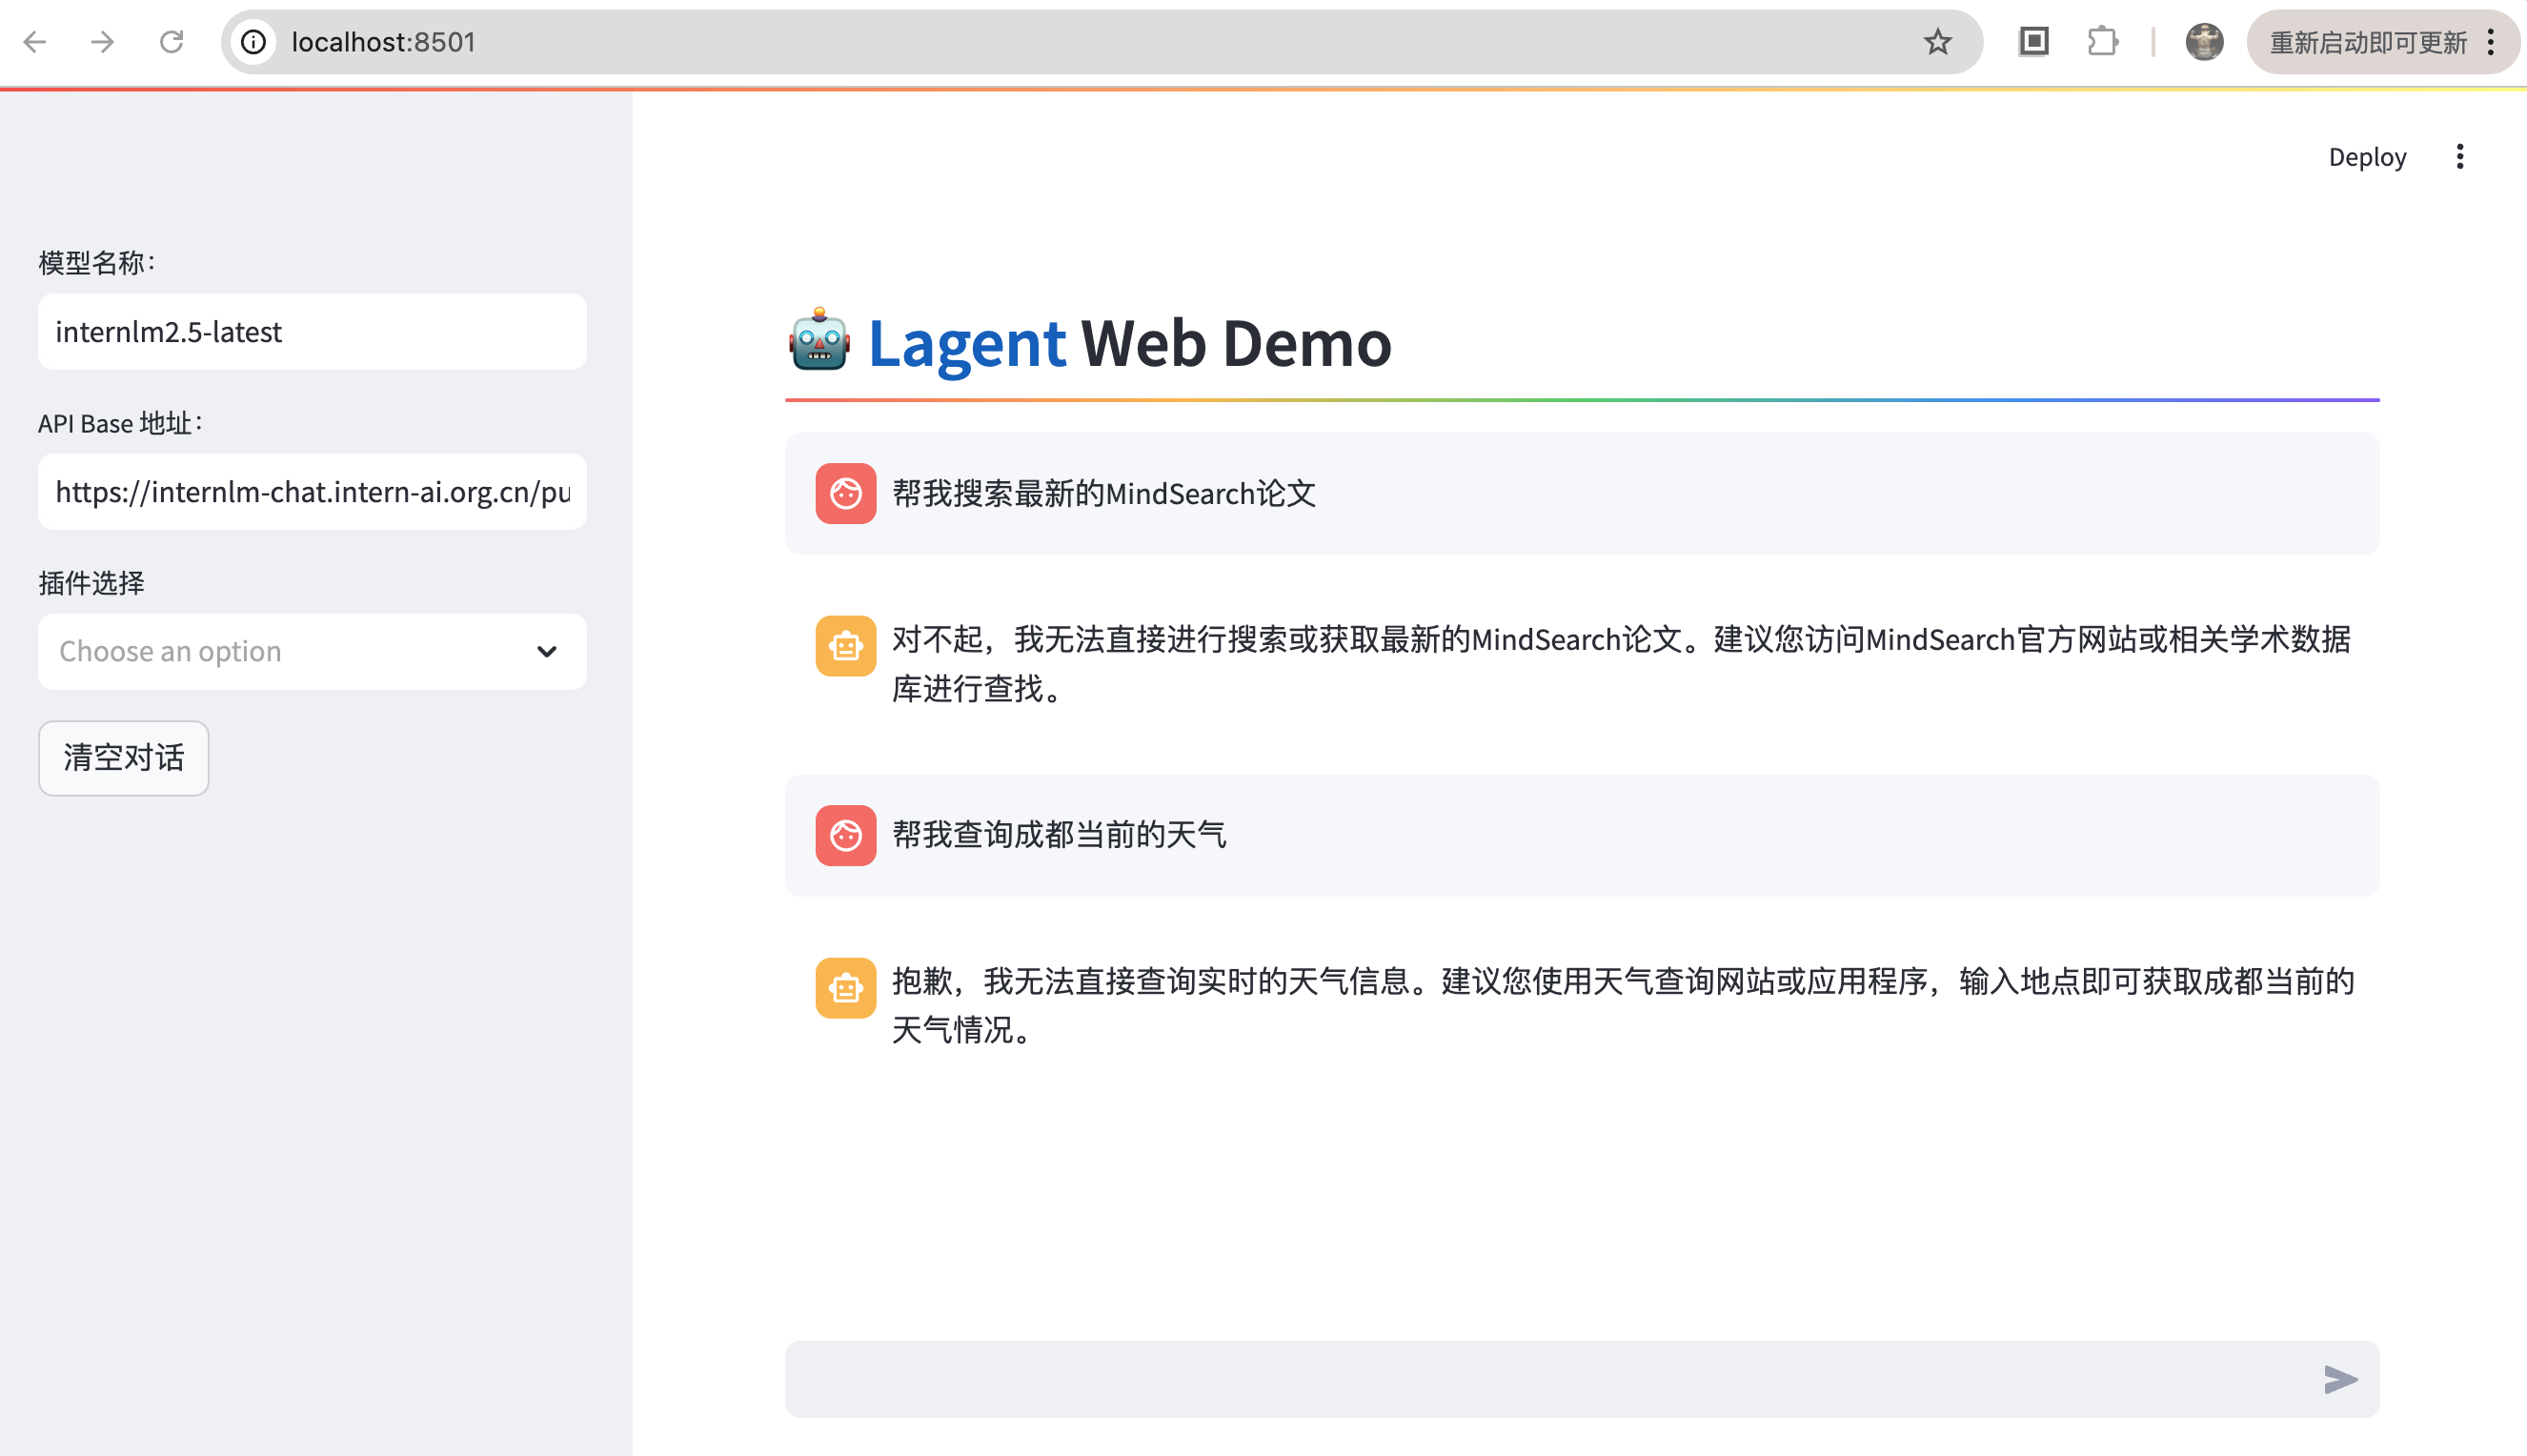 localhost:8501
重新启动即可更新
Deploy
模型名称：
internlm2.5-latest
API Base 地址：
https://internlm-chat.intern-ai.org.cn/pu
插件选择
Choose an option
清空对话
Lagent Web Demo
帮我搜索最新的MindSearch论文
对不起，我无法直接进行搜索或获取最新的MindSearch论文。建议您访问MindSearch官方网站或相关学术数据
库进行查找。
帮我查询成都当前的天气
抱歉，我无法直接查询实时的天气信息。建议您使用天气查询网站或应用程序，输入地点即可获取成都当前的
天气情况。